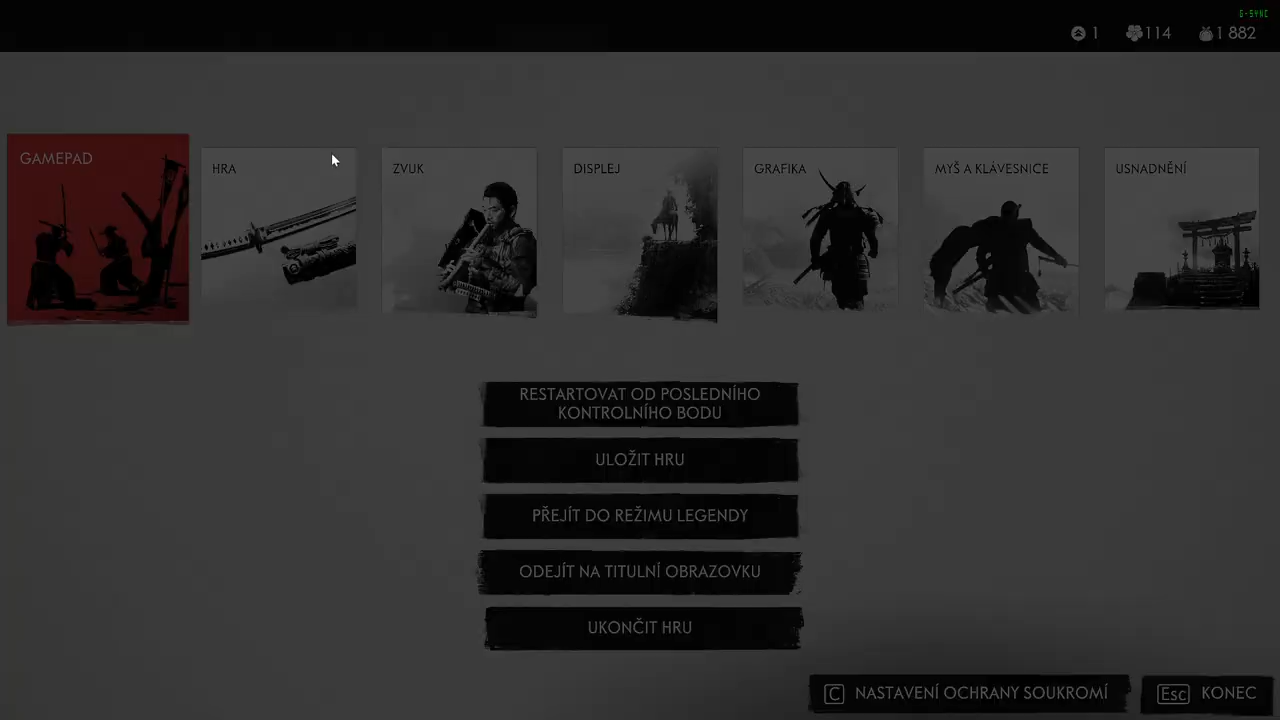 G-SYNC
1 114 1 882
GAMEPAD
HRA
ZVUK
DISPLEJ
GRAFIKA
MYŠ A KLÁVESNICE
USNADNĚNÍ
RESTARTOVAT OD POSLEDNÍHO
KONTROLNÍHO BODU
ULOŽIT HRU
PŘEJÍT DO REŽIMU LEGENDY
ODEJÍT NA TITULNÍ OBRAZOVKU
UKONČIT HRU
C NASTAVENÍ OCHRANY SOUKROMÍ Esc KONEC